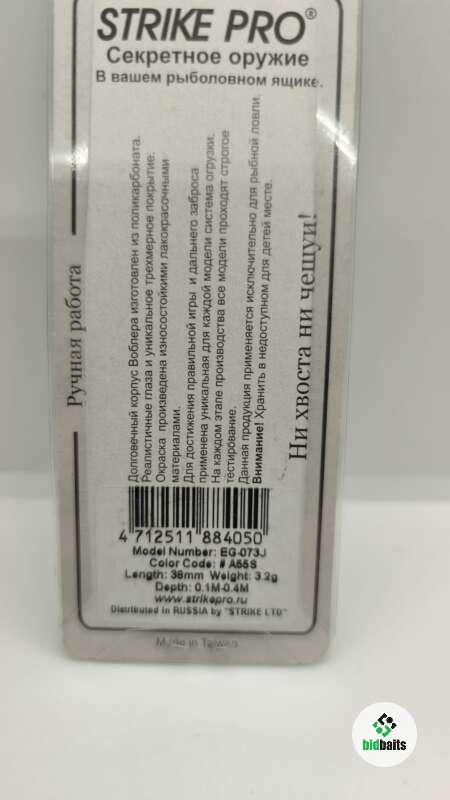 STRIKE PRO®
Секретное оружие
В вашем рыболовном ящике.
Ручная работа
Долговечный корпус Воблера изготовлен из поликарбоната.
Реалистичные глаза и уникальное трехмерное покрытие.
Окраска произведена износостойкими лакокрасочными
материалами.
Для достижения правильной игры и дальнего заброса
применена уникальная для каждой модели система огрузки.
На каждом этапе производства все модели проходят строгое
тестирование.
Данная продукция применяется исключительно для рыбной ловли.
Внимание! Хранить в недоступном для детей месте.
Ни хвоста ни чешуи!
4 712511 884050
Model Number: EG-073J
Color Code: # A55S
Length: 36mm Weight: 3.2g
Depth: 0.1M-0.4M
www.strikepro.ru
Distributed in RUSSIA by "STRIKE LTD"
Made in Taiwan
bidbaits